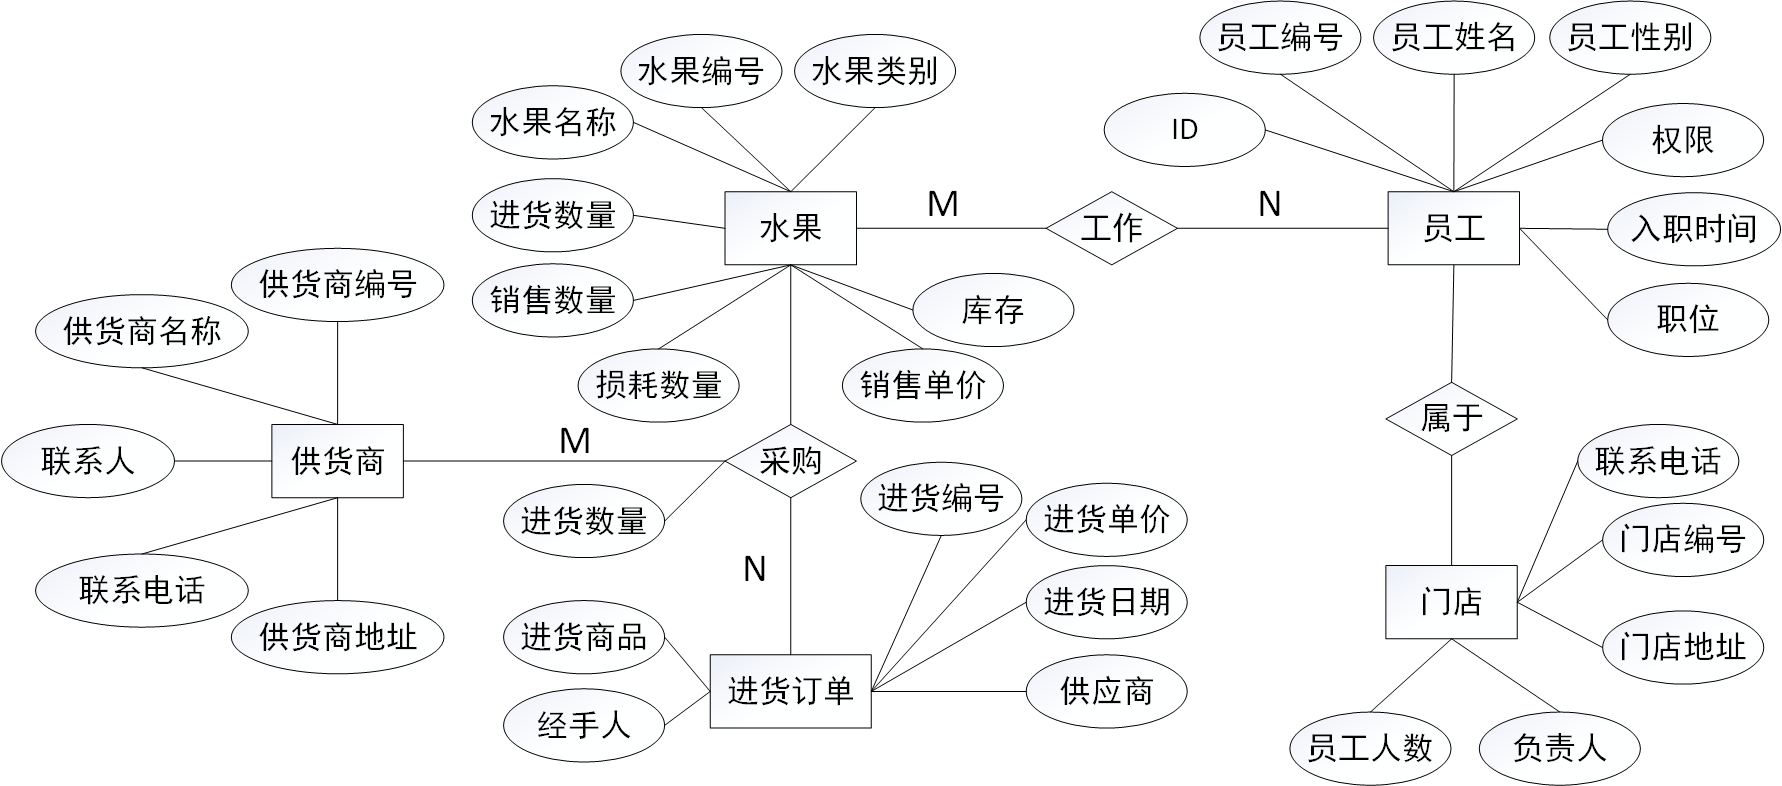 员工编号
员工姓名
员工性别
水果编号
水果类别
水果名称
ID
权限
进货数量
水果
M
工作
N
员工
入职时间
供货商编号
销售数量
库存
职位
供货商名称
损耗数量
销售单价
属于
联系人
供货商
M
采购
联系电话
进货数量
进货编号
进货单价
门店编号
N
联系电话
进货日期
门店
供货商地址
进货商品
门店地址
进货订单
供应商
经手人
员工人数
负责人